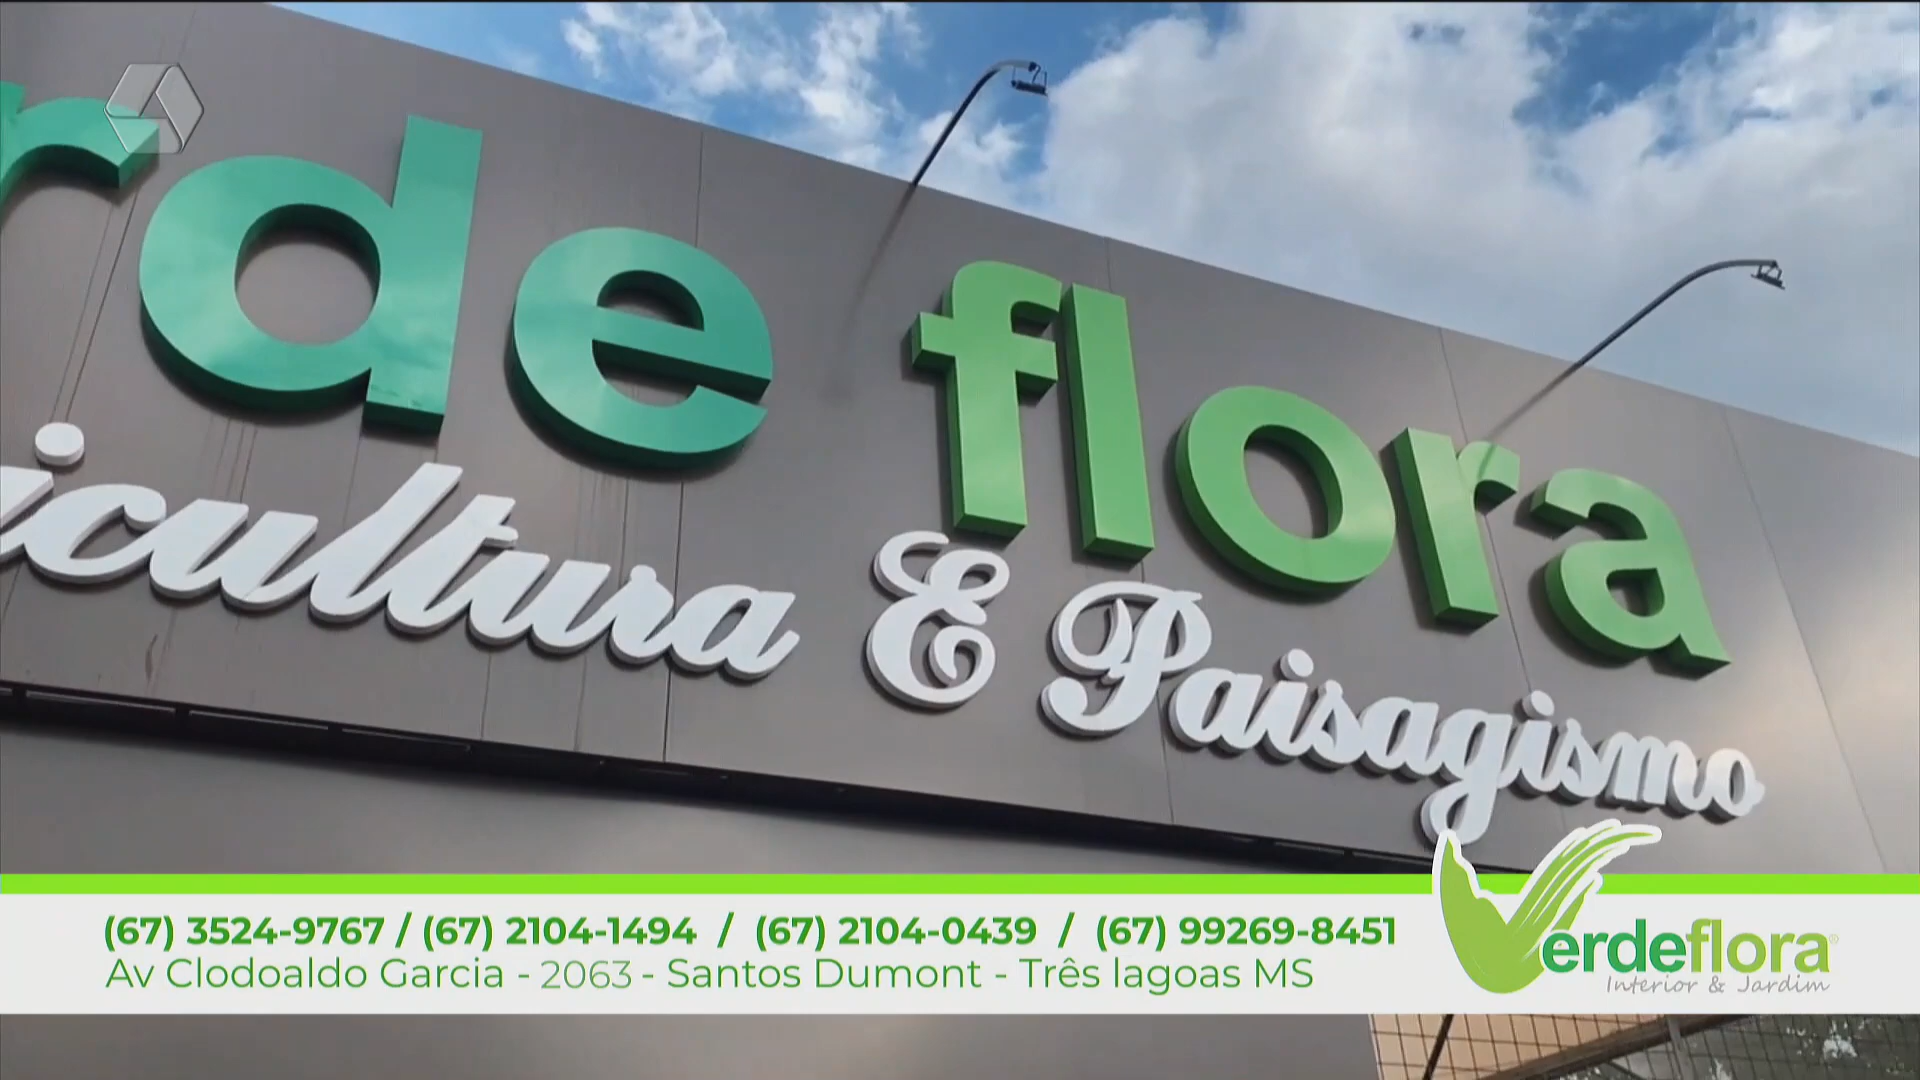 rde flora
icultura E Paisagismo
(67) 3524-9767 / (67) 2104-1494 / (67) 2104-0439 / (67) 99269-8451
Av Clodoaldo Garcia - 2063 - Santos Dumont - Três lagoas MS
Verdeflora
Interior & Jardim